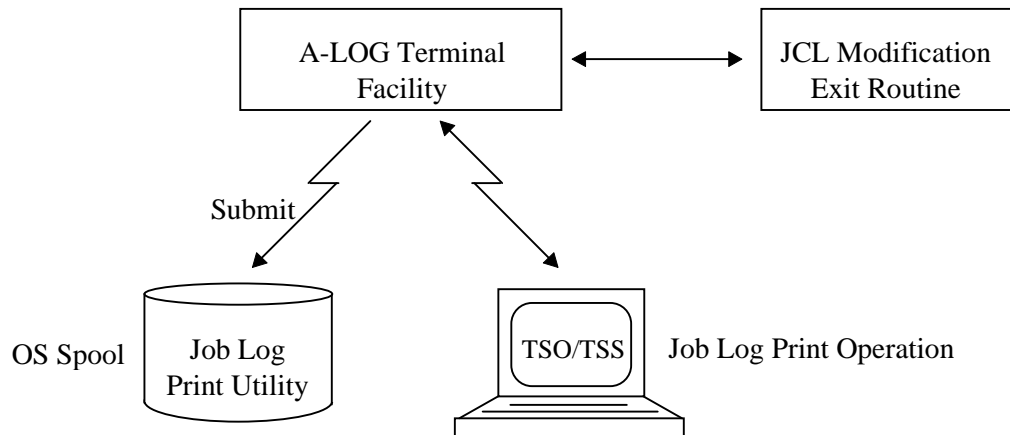 A-LOG Terminal
Facility
JCL Modification
Exit Routine
Submit
OS Spool
Job Log
Print Utility
TSO/TSS
Job Log Print Operation